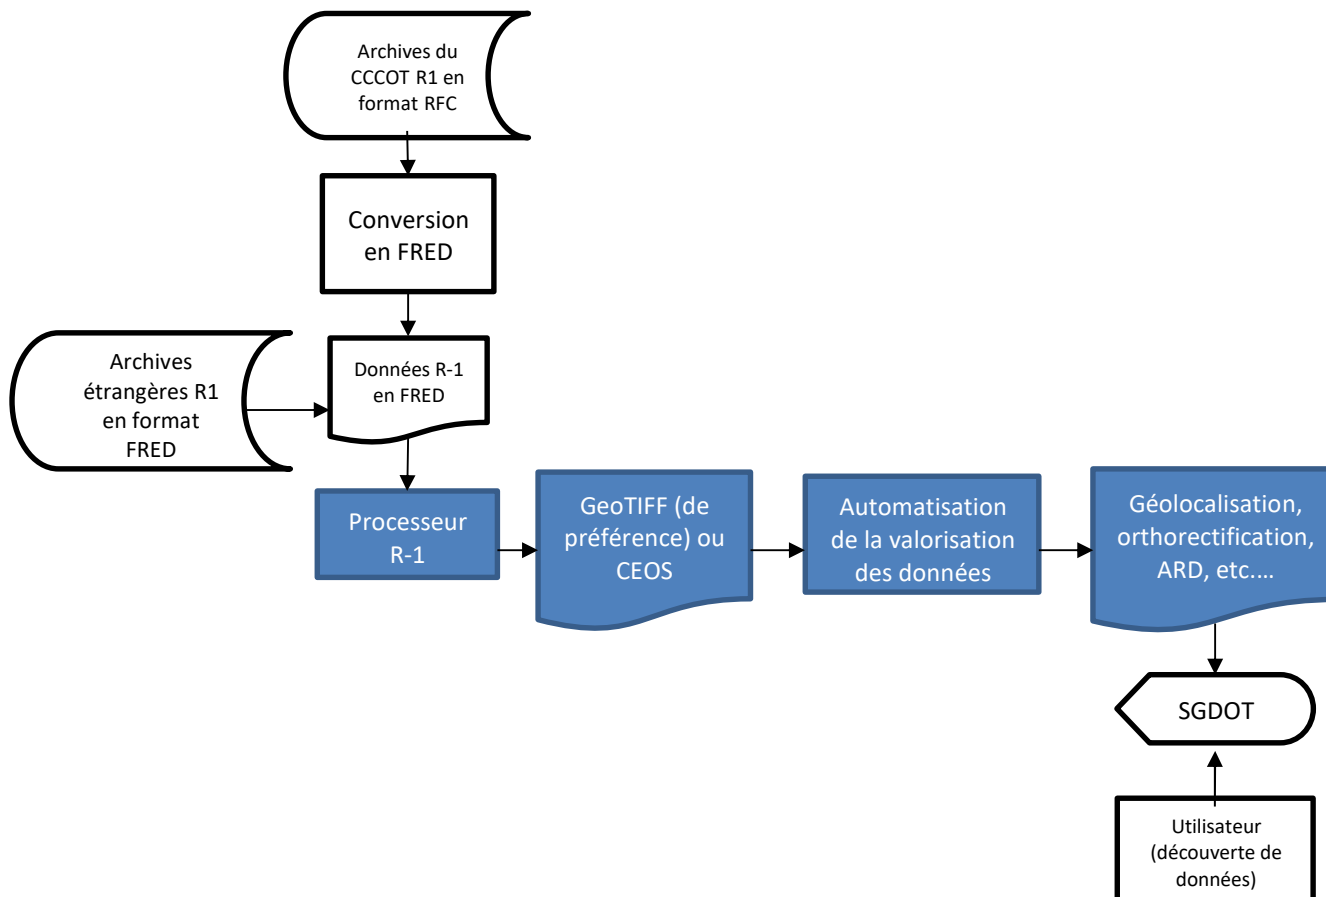 Archives du
CCCOT R1 en
format RFC
Conversion
en FRED
Archives
étrangères R1
en format
FRED
Données R-1
en FRED
Processeur
R-1
GeoTIFF (de
préférence) ou
CEOS
Automatisation
de la valorisation
des données
Géolocalisation,
orthorectification,
ARD, etc.…
SGDOT
Utilisateur
(découverte de
données)